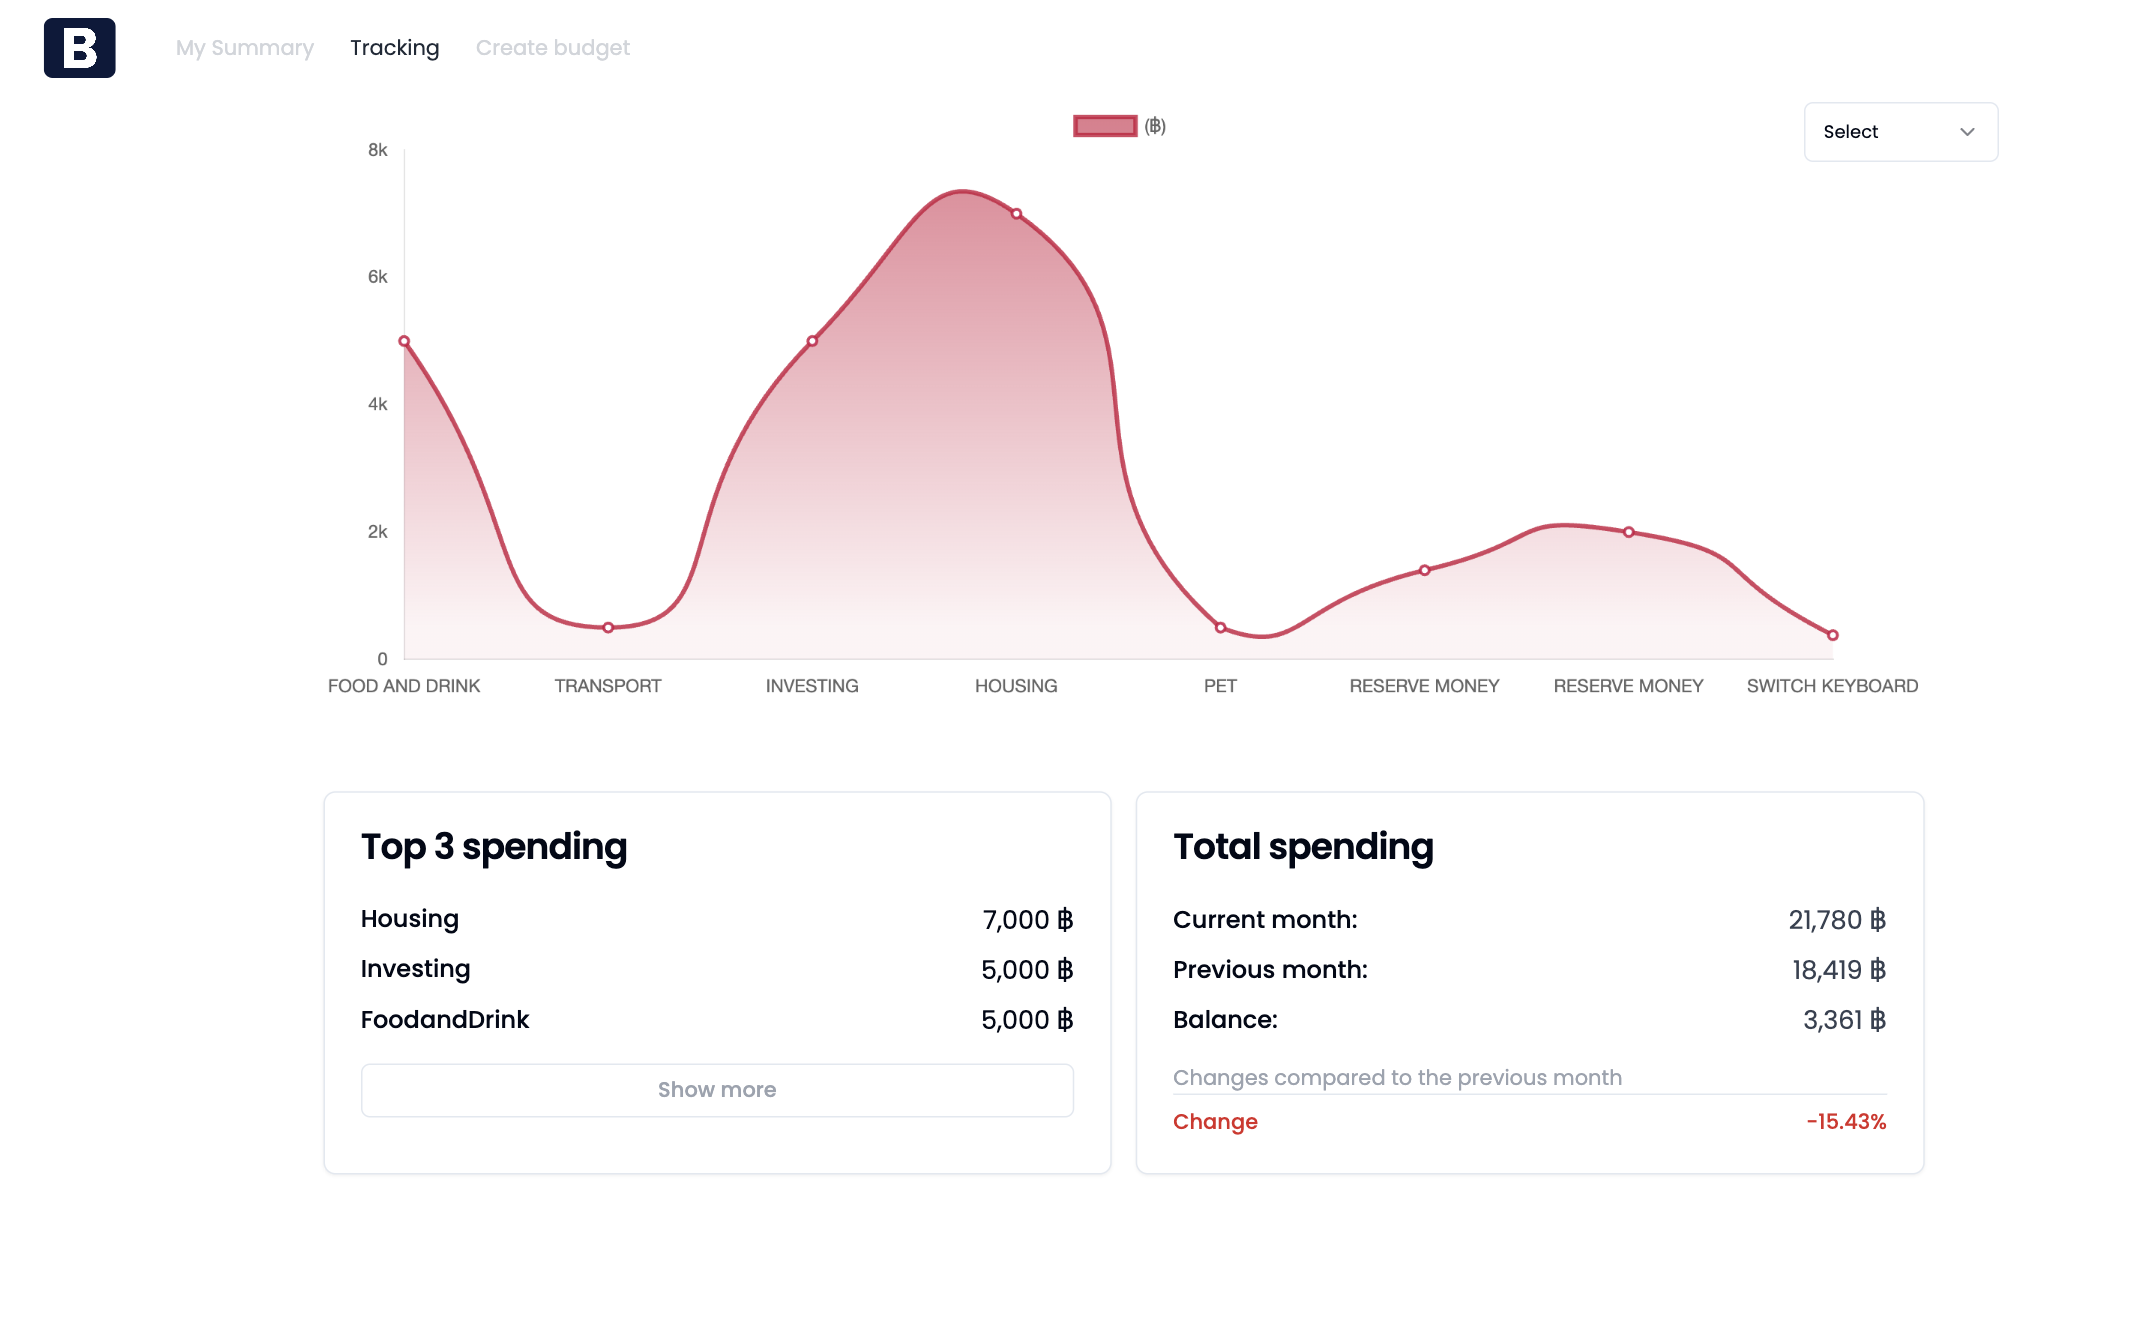 B
My Summary Tracking Create budget
(฿)
Select
8k
6k
4k
2k
0
FOOD AND DRINK TRANSPORT INVESTING HOUSING PET RESERVE MONEY RESERVE MONEY SWITCH KEYBOARD
Top 3 spending
Housing 7,000 ฿
Investing 5,000 ฿
FoodandDrink 5,000 ฿
Show more
Total spending
Current month: 21,780 ฿
Previous month: 18,419 ฿
Balance: 3,361 ฿
Changes compared to the previous month
Change -15.43%